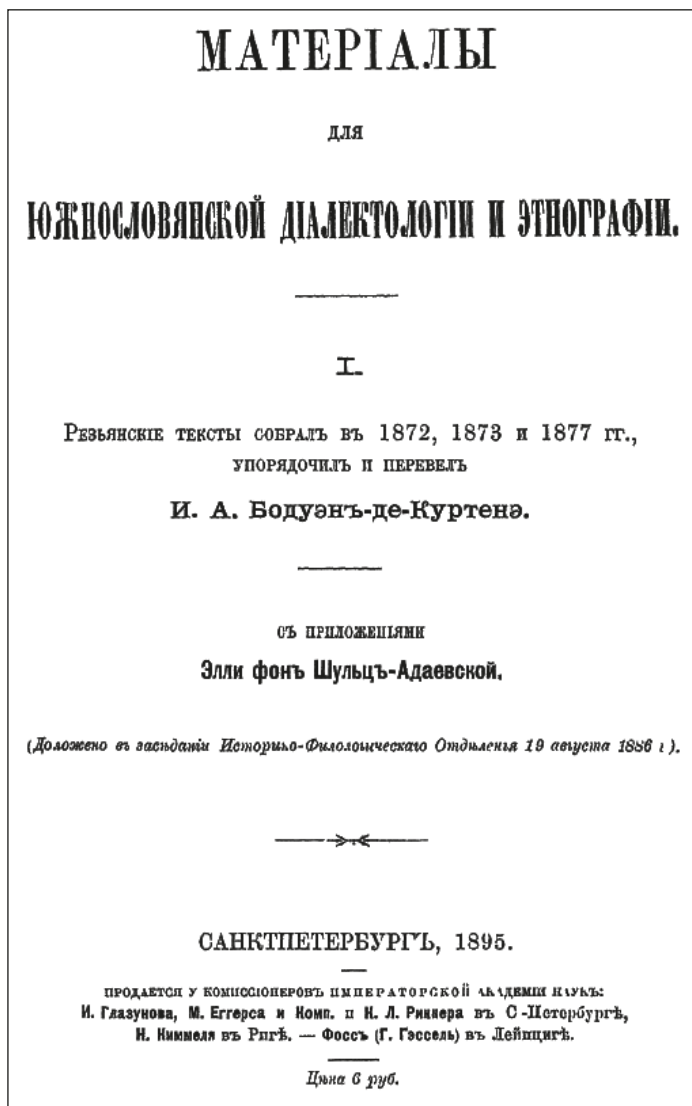 МАТЕРІАЛЫ
ДЛЯ
ЮЖНОСЛОВЯНСКОЙ ДІАЛЕКТОЛОГІИ И ЭТНОГРАФІИ.
I.
Резьянскіе тексты собралъ въ 1872, 1873 и 1877 гг.,
упорядочилъ и перевелъ
И. А. Бодуэнъ-де-Куртенэ.
съ приложеніями
Элли фонъ Шульцъ-Адаевской.
(Доложено въ засѣданіи Историко-Филологическаго Отдѣленія 19 августа 1886 г).
САНКТПЕТЕРБУРГЪ, 1895.
ПРОДАЕТСЯ У КОМИССІОНЕРОВЪ ИМПЕРАТОРСКОЙ АКАДЕМІИ НАУКЪ:
И. Глазунова, М. Еггерса и Комп. и К. Л. Риккера въ С-Петербургѣ,
Н. Киммеля въ Ригѣ. — Фоссъ (Г. Гэссель) въ Лейпцигѣ.
Цѣна 6 руб.